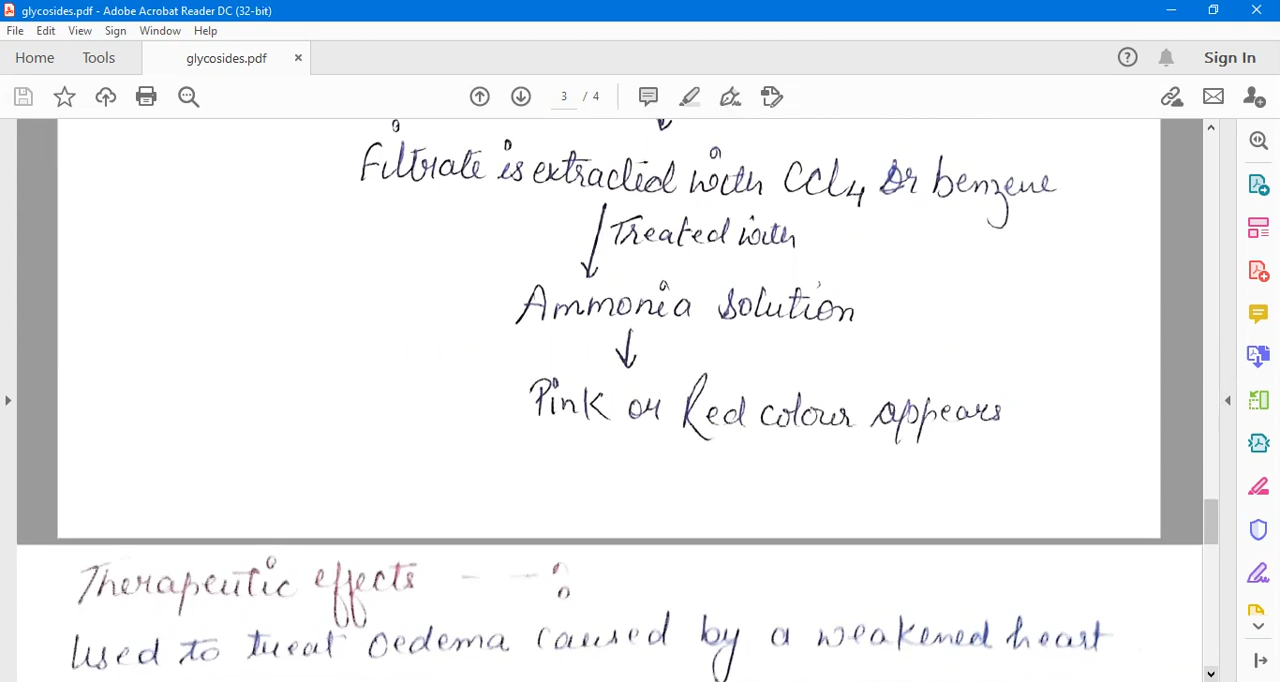 glycosides.pdf - Adobe Acrobat Reader DC (32-bit)
File Edit View Sign Window Help
Home Tools glycosides.pdf × Sign In
3 / 4
Filtrate is extracted with CCl4 or benzene
Treated with
Ammonia solution
Pink or Red colour appears
Therapeutic effects - - :
Used to treat oedema caused by a weakened heart